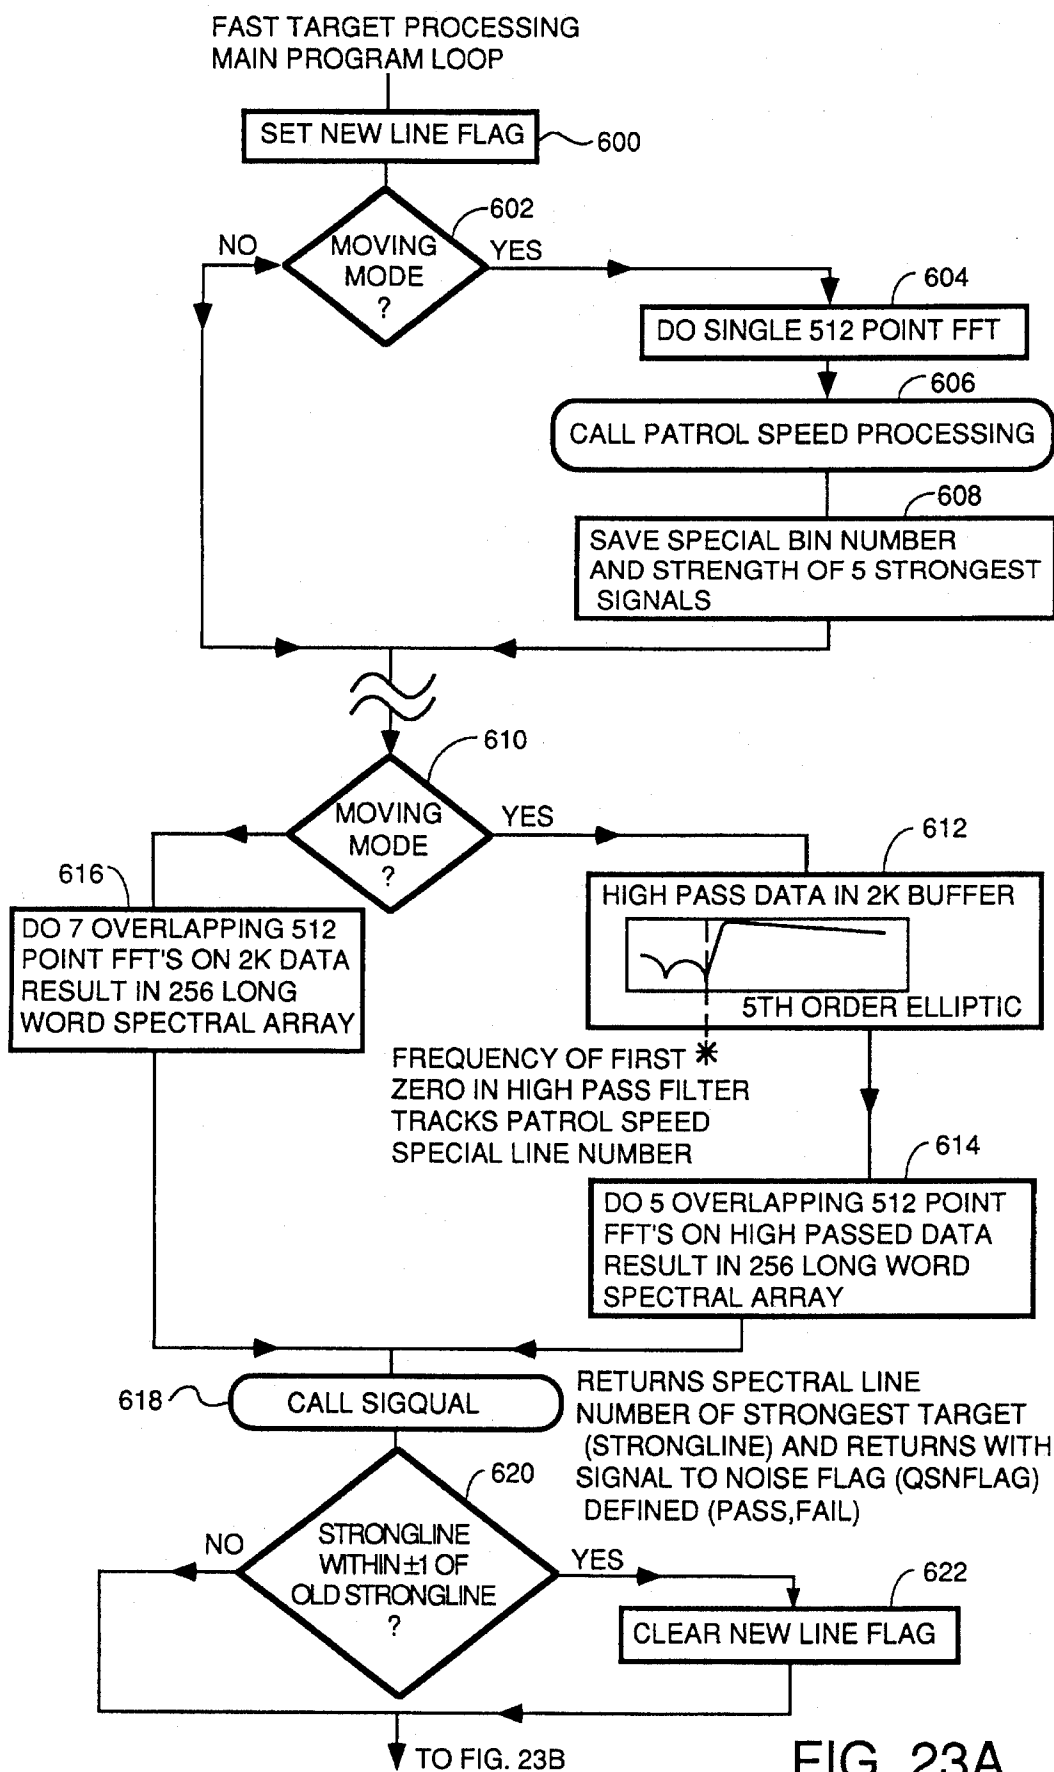 FAST TARGET PROCESSING
MAIN PROGRAM LOOP
SET NEW LINE FLAG
600
602
NO
MOVING
MODE
?
YES
604
DO SINGLE 512 POINT FFT
606
CALL PATROL SPEED PROCESSING
608
SAVE SPECIAL BIN NUMBER
AND STRENGTH OF 5 STRONGEST
SIGNALS
610
MOVING
MODE
?
YES
612
616
HIGH PASS DATA IN 2K BUFFER
5TH ORDER ELLIPTIC
DO 7 OVERLAPPING 512
POINT FFT'S ON 2K DATA
RESULT IN 256 LONG
WORD SPECTRAL ARRAY
FREQUENCY OF FIRST *
ZERO IN HIGH PASS FILTER
TRACKS PATROL SPEED
SPECIAL LINE NUMBER
614
DO 5 OVERLAPPING 512 POINT
FFT'S ON HIGH PASSED DATA
RESULT IN 256 LONG WORD
SPECTRAL ARRAY
618
CALL SIGQUAL
RETURNS SPECTRAL LINE
NUMBER OF STRONGEST TARGET
(STRONGLINE) AND RETURNS WITH
SIGNAL TO NOISE FLAG (QSNFLAG)
DEFINED (PASS,FAIL)
620
NO
STRONGLINE
WITHIN ±1 OF
OLD STRONGLINE
?
YES
622
CLEAR NEW LINE FLAG
TO FIG. 23B
FIG. 23A